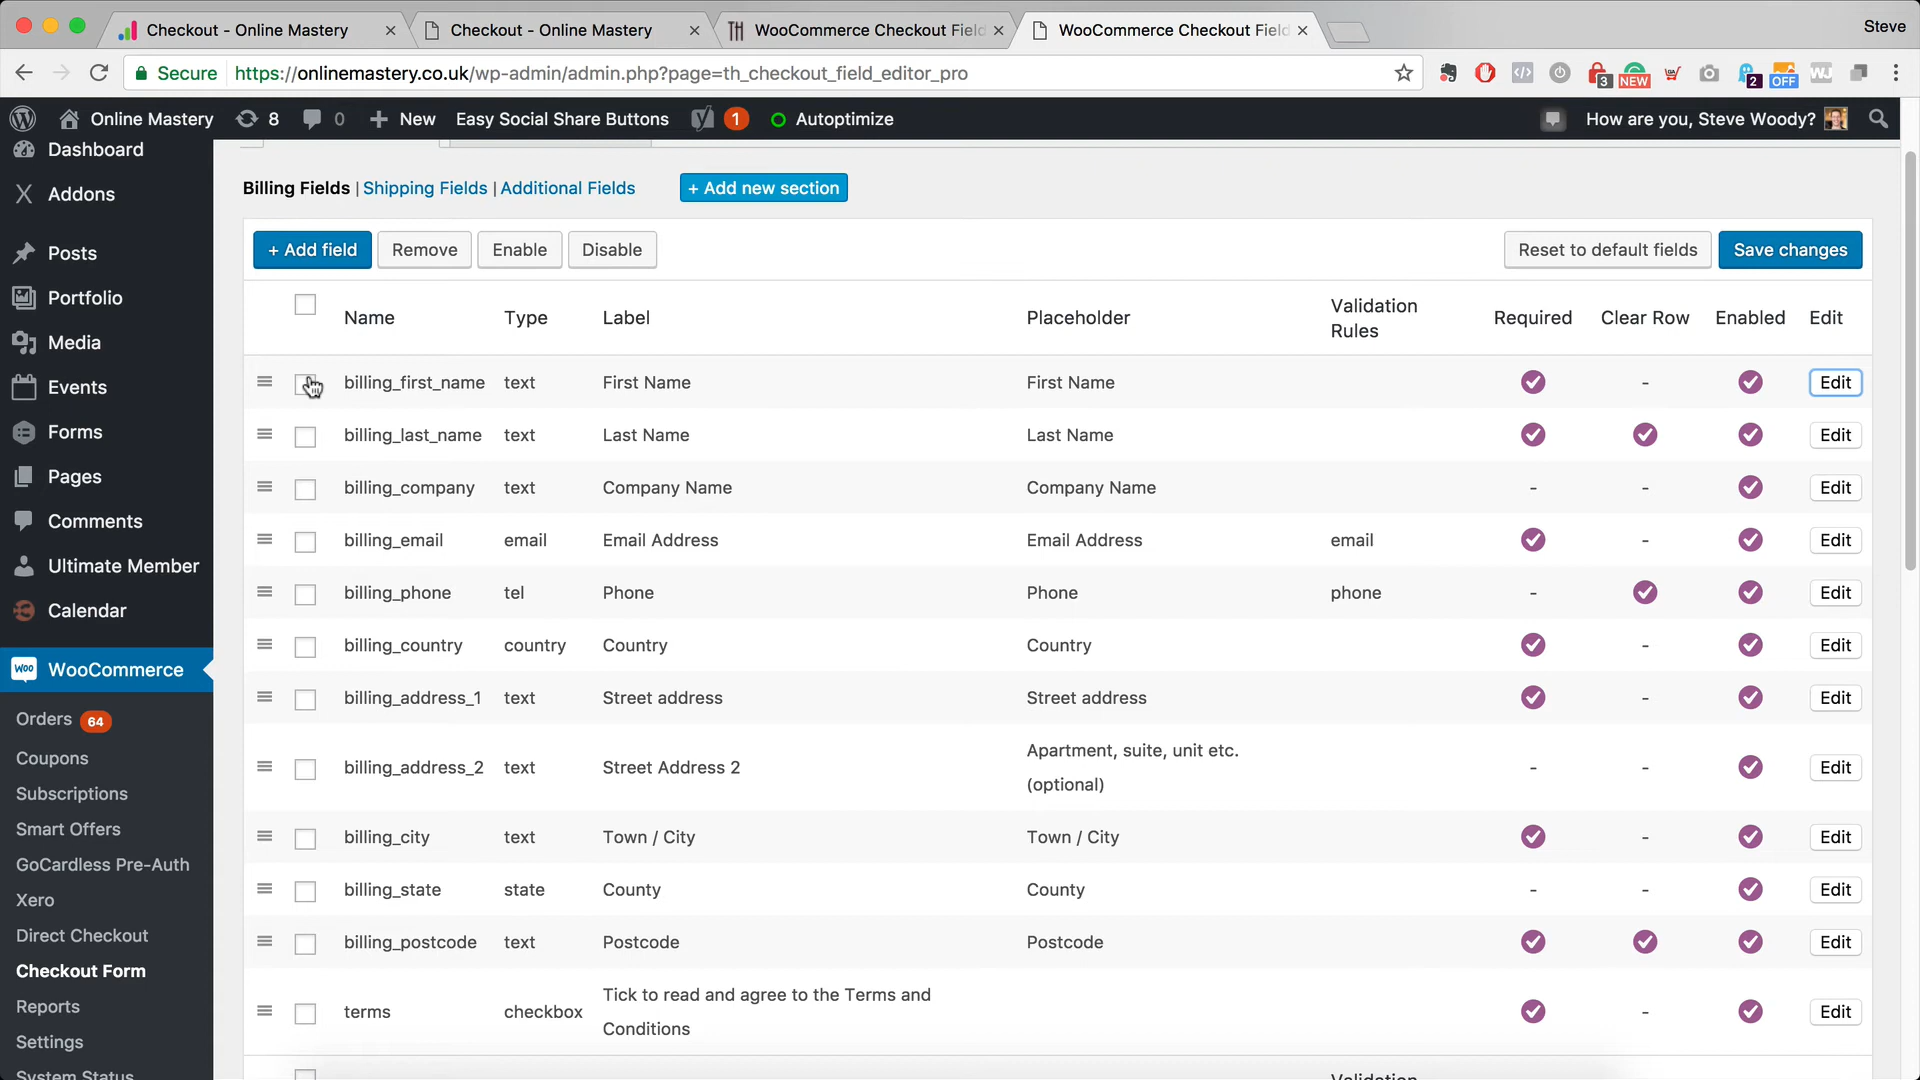 Checkout - Online Mastery
Checkout - Online Mastery
WooCommerce Checkout Field
WooCommerce Checkout Field
Steve
Secure
https://onlinemastery.co.uk/wp-admin/admin.php?page=th_checkout_field_editor_pro
3
NEW
2
OFF
WJ
Online Mastery 8 0 New Easy Social Share Buttons 1 Autoptimize
How are you, Steve Woody?
Dashboard
Addons
Posts
Portfolio
Media
Events
Forms
Pages
Comments
Ultimate Member
Calendar
WOO WooCommerce
Orders 64
Coupons
Subscriptions
Smart Offers
GoCardless Pre-Auth
Xero
Direct Checkout
Checkout Form
Reports
Settings
System Status
Billing Fields | Shipping Fields | Additional Fields + Add new section
+ Add field Remove Enable Disable Reset to default fields Save changes
Name Type Label Placeholder Validation Rules Required Clear Row Enabled Edit
billing_first_name text First Name First Name - Edit
billing_last_name text Last Name Last Name Edit
billing_company text Company Name Company Name - - Edit
billing_email email Email Address Email Address email - Edit
billing_phone tel Phone Phone phone - Edit
billing_country country Country Country - Edit
billing_address_1 text Street address Street address - Edit
billing_address_2 text Street Address 2 Apartment, suite, unit etc. (optional) - - Edit
billing_city text Town / City Town / City - Edit
billing_state state County County - - Edit
billing_postcode text Postcode Postcode Edit
terms checkbox Tick to read and agree to the Terms and Conditions - Edit
Validation